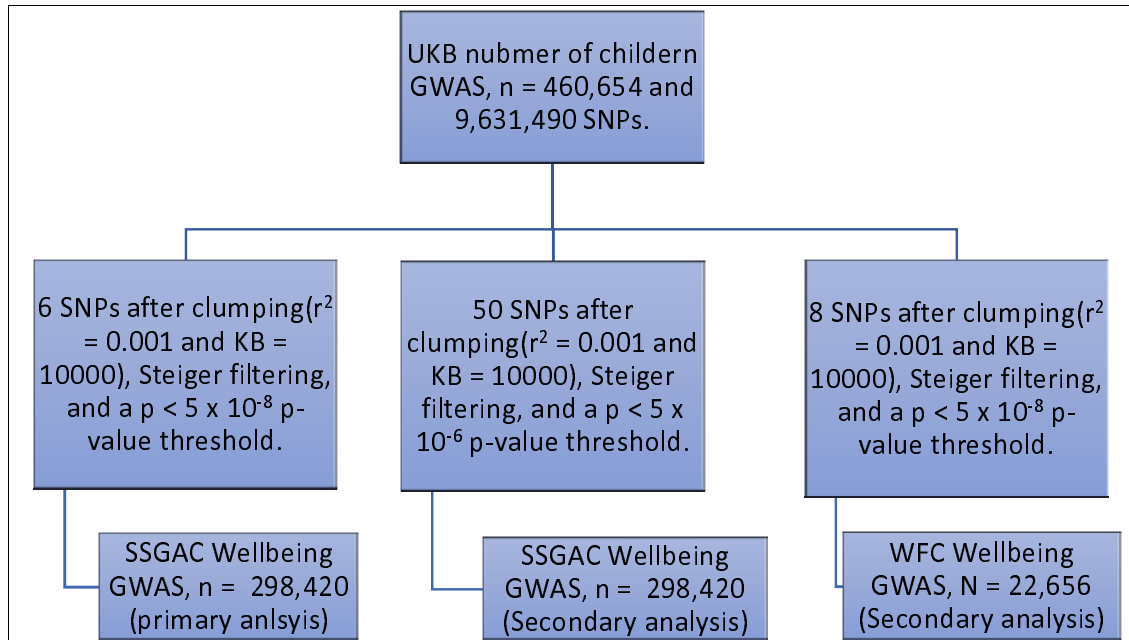 UKB nubmer of childern
GWAS, n = 460,654 and
9,631,490 SNPs.
6 SNPs after clumping(r²
= 0.001 and KB =
10000), Steiger filtering,
and a p < 5 x 10⁻⁸ p-
value threshold.
50 SNPs after
clumping(r² = 0.001 and
KB = 10000), Steiger
filtering, and a p < 5 x
10⁻⁶ p-value threshold.
8 SNPs after clumping(r²
= 0.001 and KB =
10000), Steiger filtering,
and a p < 5 x 10⁻⁸ p-
value threshold.
SSGAC Wellbeing
GWAS, n = 298,420
(primary anlsyis)
SSGAC Wellbeing
GWAS, n = 298,420
(Secondary analysis)
WFC Wellbeing
GWAS, N = 22,656
(Secondary analysis)